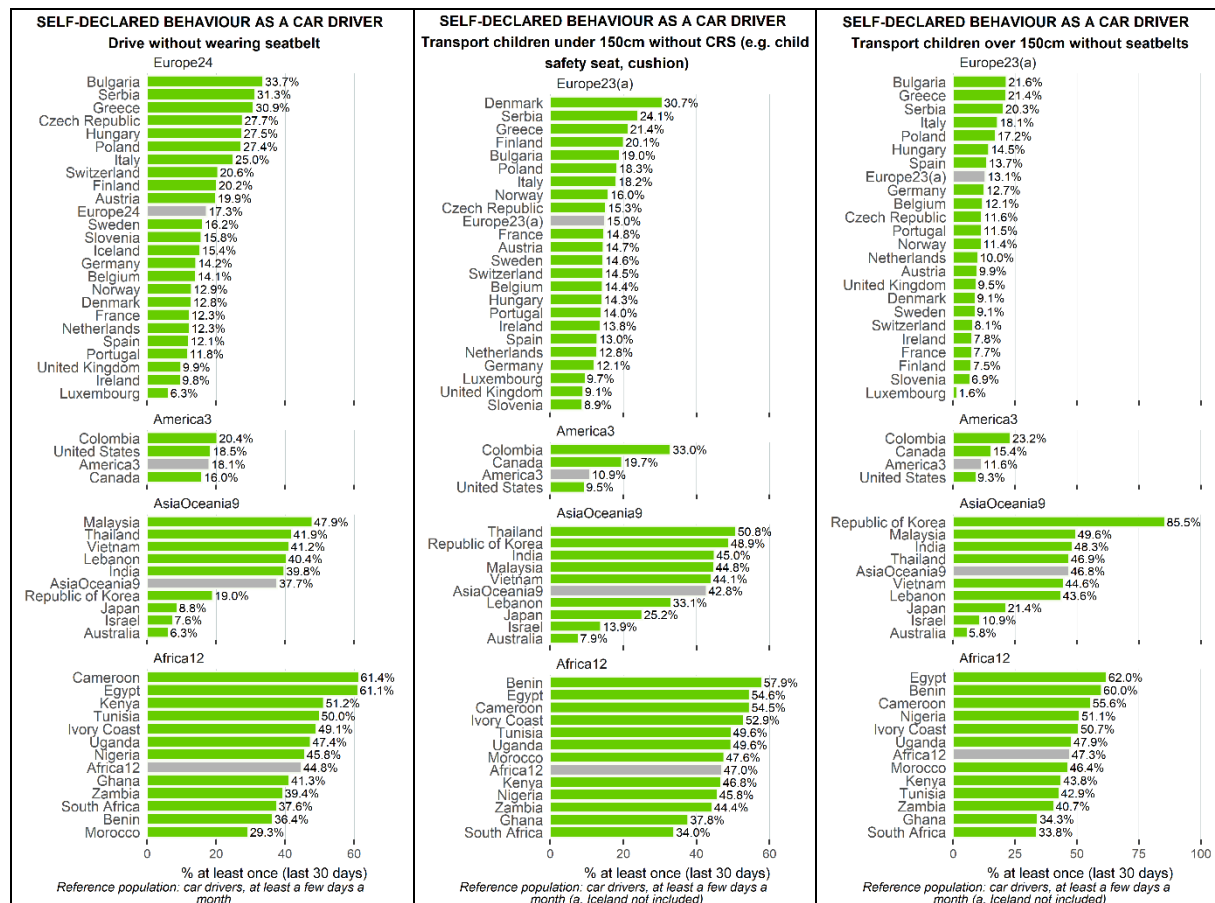 SELF-DECLARED BEHAVIOUR AS A CAR DRIVER
Drive without wearing seatbelt
Europe24
Bulgaria 33.7%
Serbia 31.3%
Greece 30.9%
Czech Republic 27.7%
Hungary 27.5%
Poland 27.4%
Italy 25.0%
Switzerland 20.6%
Finland 20.2%
Austria 19.9%
Europe24 17.3%
Sweden 16.2%
Slovenia 15.8%
Iceland 15.4%
Germany 14.2%
Belgium 14.1%
Norway 12.9%
Denmark 12.8%
France 12.3%
Netherlands 12.3%
Spain 12.1%
Portugal 11.8%
United Kingdom 9.9%
Ireland 9.8%
Luxembourg 6.3%
America3
Colombia 20.4%
United States 18.5%
America3 18.1%
Canada 16.0%
AsiaOceania9
Malaysia 47.9%
Thailand 41.9%
Vietnam 41.2%
Lebanon 40.4%
India 39.8%
AsiaOceania9 37.7%
Republic of Korea 19.0%
Japan 8.8%
Israel 7.6%
Australia 6.3%
Africa12
Cameroon 61.4%
Egypt 61.1%
Kenya 51.2%
Tunisia 50.0%
Ivory Coast 49.1%
Uganda 47.4%
Nigeria 45.8%
Africa12 44.8%
Ghana 41.3%
Zambia 39.4%
South Africa 37.6%
Benin 36.4%
Morocco 29.3%
0 20 40 60
% at least once (last 30 days)
Reference population: car drivers, at least a few days a
month
SELF-DECLARED BEHAVIOUR AS A CAR DRIVER
Transport children under 150cm without CRS (e.g. child
safety seat, cushion)
Europe23(a)
Denmark 30.7%
Serbia 24.1%
Greece 21.4%
Finland 20.1%
Bulgaria 19.0%
Poland 18.3%
Italy 18.2%
Norway 16.0%
Czech Republic 15.3%
Europe23(a) 15.0%
France 14.8%
Austria 14.7%
Sweden 14.6%
Switzerland 14.5%
Belgium 14.4%
Hungary 14.3%
Portugal 14.0%
Ireland 13.8%
Spain 13.0%
Netherlands 12.8%
Germany 12.1%
Luxembourg 9.7%
United Kingdom 9.1%
Slovenia 8.9%
America3
Colombia 33.0%
Canada 19.7%
America3 10.9%
United States 9.5%
AsiaOceania9
Thailand 50.8%
Republic of Korea 48.9%
India 45.0%
Malaysia 44.8%
Vietnam 44.1%
AsiaOceania9 42.8%
Lebanon 33.1%
Japan 25.2%
Israel 13.9%
Australia 7.9%
Africa12
Benin 57.9%
Egypt 54.6%
Cameroon 54.5%
Ivory Coast 52.9%
Tunisia 49.6%
Uganda 49.6%
Morocco 47.6%
Africa12 47.0%
Kenya 46.8%
Nigeria 45.8%
Zambia 44.4%
Ghana 37.8%
South Africa 34.0%
0 20 40 60
% at least once (last 30 days)
Reference population: car drivers, at least a few days a
month (a. Iceland not included)
SELF-DECLARED BEHAVIOUR AS A CAR DRIVER
Transport children over 150cm without seatbelts
Europe23(a)
Bulgaria 21.6%
Greece 21.4%
Serbia 20.3%
Italy 18.1%
Poland 17.2%
Hungary 14.5%
Spain 13.7%
Europe23(a) 13.1%
Germany 12.7%
Belgium 12.1%
Czech Republic 11.6%
Portugal 11.5%
Norway 11.4%
Netherlands 10.0%
Austria 9.9%
United Kingdom 9.5%
Denmark 9.1%
Sweden 9.1%
Switzerland 8.1%
Ireland 7.8%
France 7.7%
Finland 7.5%
Slovenia 6.9%
Luxembourg 1.6%
America3
Colombia 23.2%
Canada 15.4%
America3 11.6%
United States 9.3%
AsiaOceania9
Republic of Korea 85.5%
Malaysia 49.6%
India 48.3%
Thailand 46.9%
AsiaOceania9 46.8%
Vietnam 44.6%
Lebanon 43.6%
Japan 21.4%
Israel 10.9%
Australia 5.8%
Africa12
Egypt 62.0%
Benin 60.0%
Cameroon 55.6%
Nigeria 51.1%
Ivory Coast 50.7%
Uganda 47.9%
Africa12 47.3%
Morocco 46.4%
Kenya 43.8%
Tunisia 42.9%
Zambia 40.7%
Ghana 34.3%
South Africa 33.8%
0 25 50 75 100
% at least once (last 30 days)
Reference population: car drivers, at least a few days a
month (a. Iceland not included)